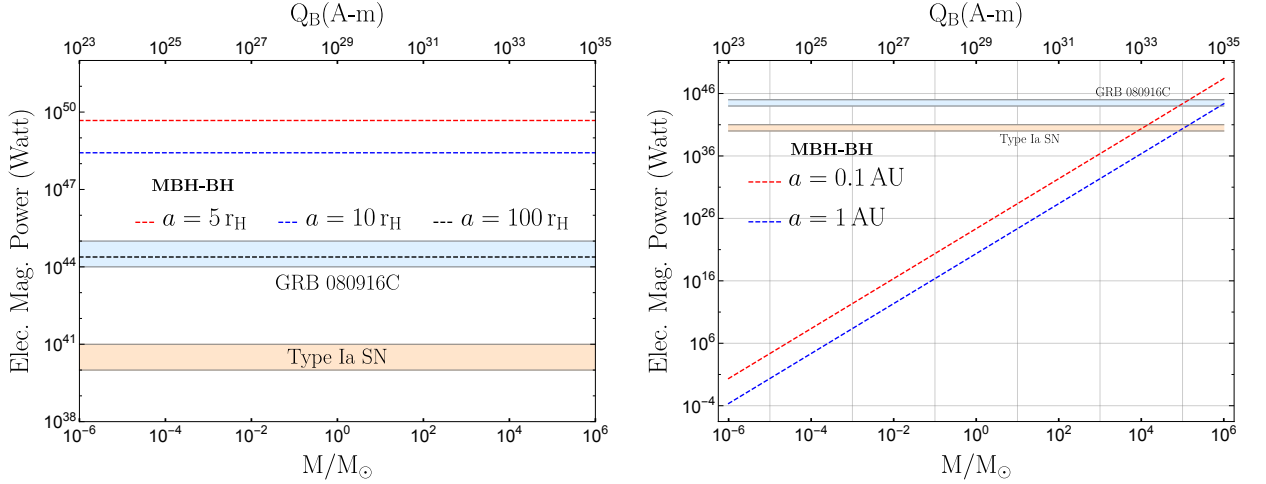 Q_B(A-m)
10^23 10^25 10^27 10^29 10^31 10^33 10^35
Elec. Mag. Power (Watt)
10^50
10^47
MBH-BH
a = 5 r_H a = 10 r_H a = 100 r_H
10^44
GRB 080916C
10^41
Type Ia SN
10^38
10^-6 10^-4 10^-2 10^0 10^2 10^4 10^6
M/M_⊙
Q_B(A-m)
10^23 10^25 10^27 10^29 10^31 10^33 10^35
Elec. Mag. Power (Watt)
10^46
GRB 080916C
Type Ia SN
10^36
MBH-BH
a = 0.1 AU
a = 1 AU
10^26
10^16
10^6
10^-4
10^-6 10^-4 10^-2 10^0 10^2 10^4 10^6
M/M_⊙